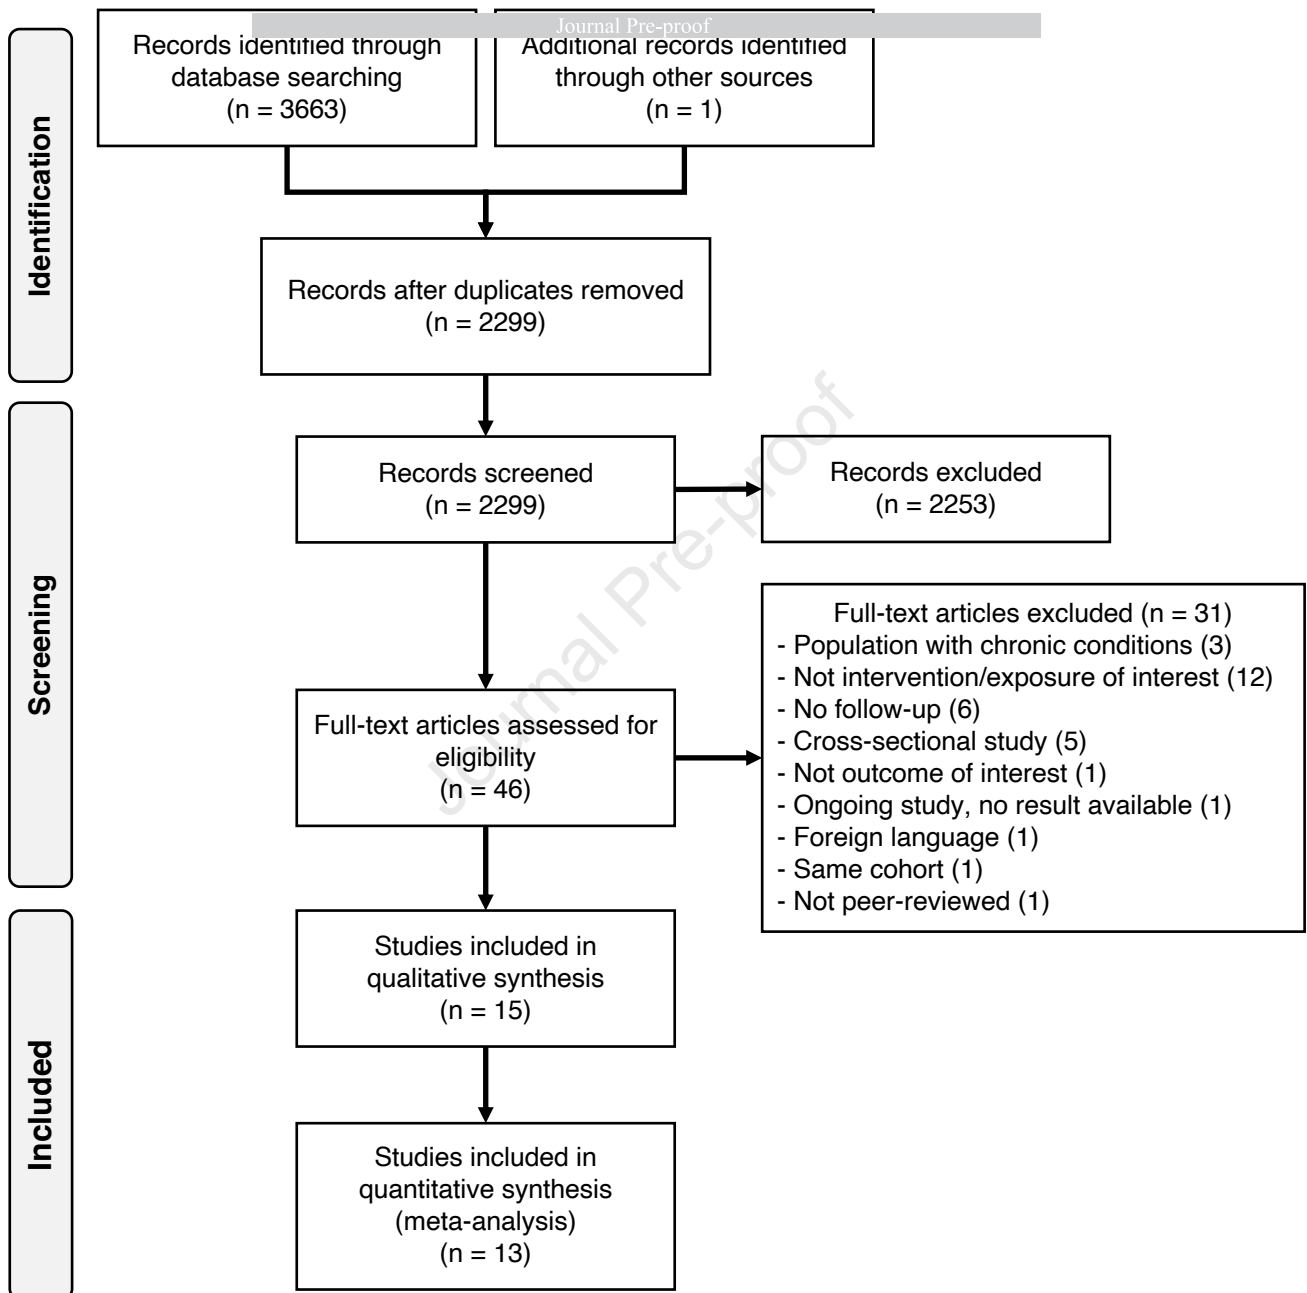 Journal Pre-proof
Records identified through
database searching
(n = 3663)
Additional records identified
through other sources
(n = 1)
Identification
Records after duplicates removed
(n = 2299)
Screening
Records screened
(n = 2299)
Records excluded
(n = 2253)
Full-text articles assessed for
eligibility
(n = 46)
Full-text articles excluded (n = 31)
- Population with chronic conditions (3)
- Not intervention/exposure of interest (12)
- No follow-up (6)
- Cross-sectional study (5)
- Not outcome of interest (1)
- Ongoing study, no result available (1)
- Foreign language (1)
- Same cohort (1)
- Not peer-reviewed (1)
Journal Pre-proof
Included
Studies included in
qualitative synthesis
(n = 15)
Studies included in
quantitative synthesis
(meta-analysis)
(n = 13)